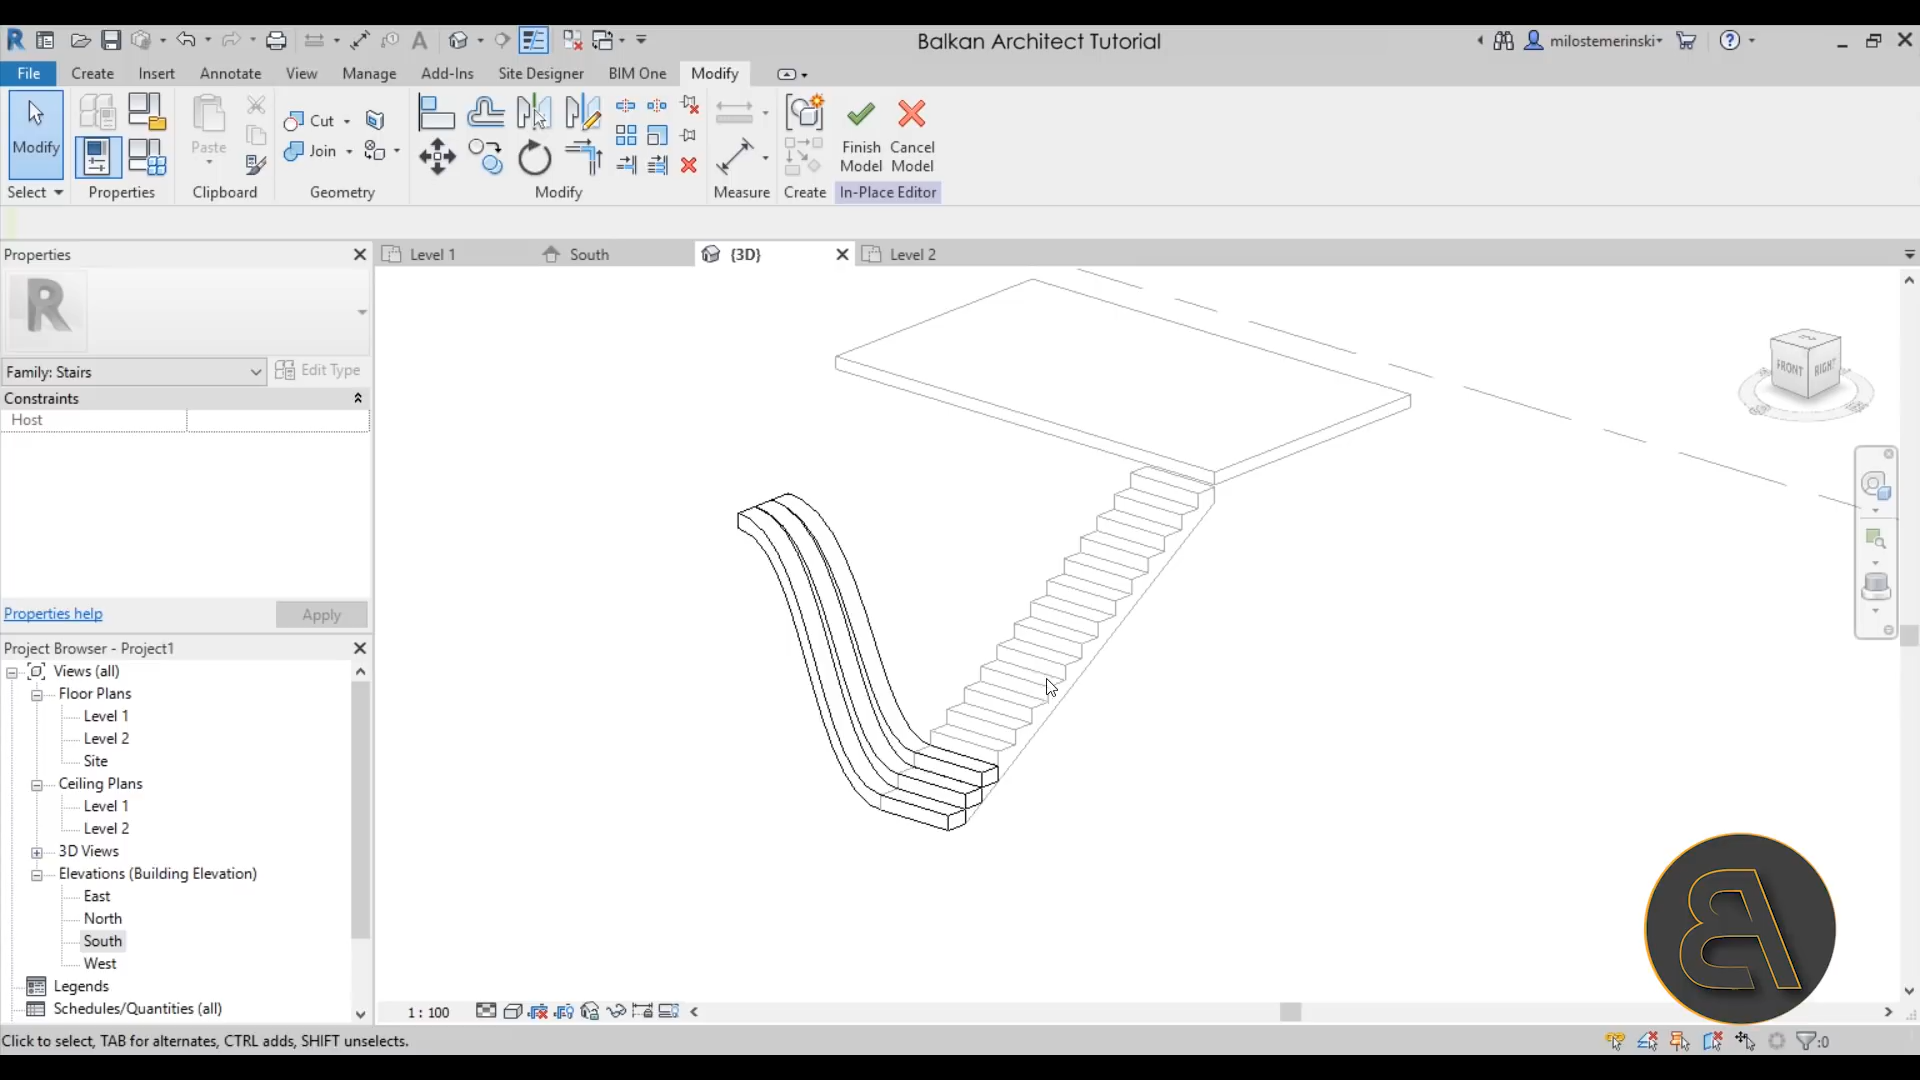 Balkan Architect Tutorial
milostemerinski
File Create Insert Annotate View Manage Add-Ins Site Designer BIM One Modify
Modify
Select
Properties
Paste
Clipboard
Cut
Join
Geometry
Modify
Measure
Create
Finish Model
Cancel Model
In-Place Editor
Properties
Level 1
South
{3D}
Level 2
R
Family: Stairs
Edit Type
Constraints
Host
Properties help
Apply
FRONT
RIGHT
Project Browser - Project1
Views (all)
Floor Plans
Level 1
Level 2
Site
Ceiling Plans
Level 1
Level 2
3D Views
Elevations (Building Elevation)
East
North
South
West
Legends
Schedules/Quantities (all)
1 : 100
Click to select, TAB for alternates, CTRL adds, SHIFT unselects.
:0